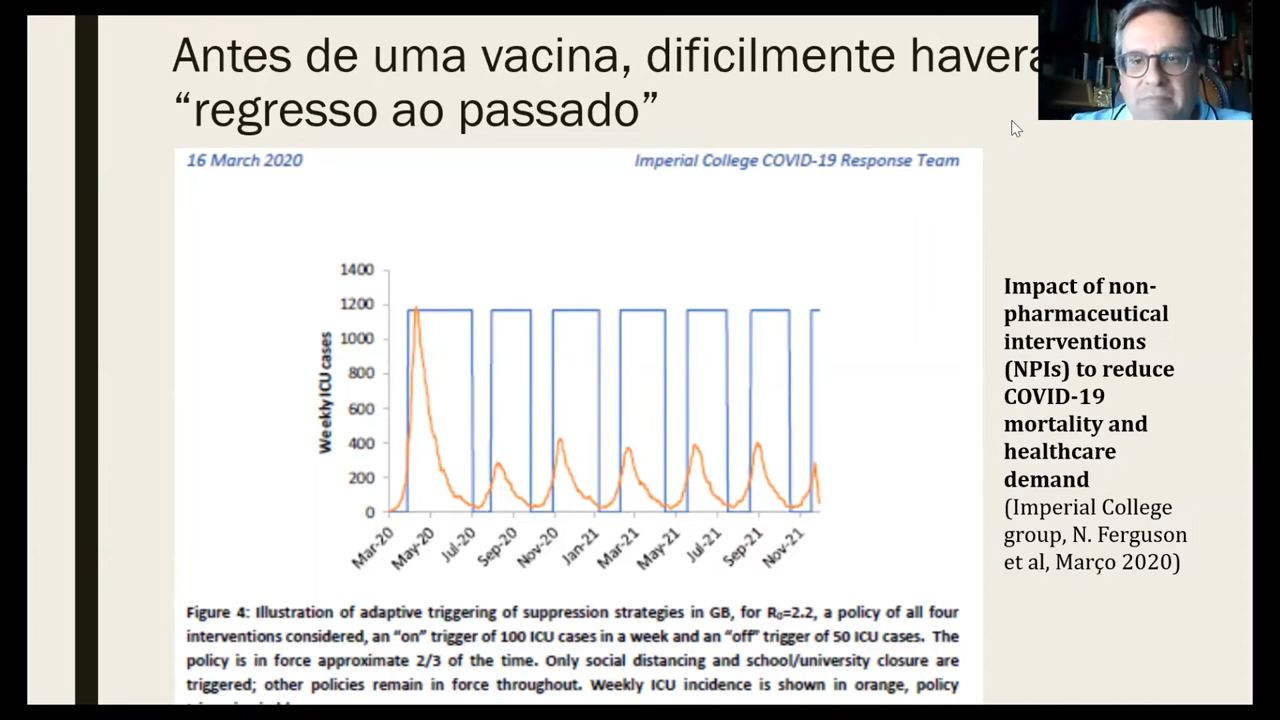 Antes de uma vacina, dificilmente haverá
“regresso ao passado”
16 March 2020
Imperial College COVID-19 Response Team
1400
1200
1000
800
600
400
200
0
Weekly ICU cases
Mar-20
May-20
Jul-20
Sep-20
Nov-20
Jan-21
Mar-21
May-21
Jul-21
Sep-21
Nov-21
Impact of non-
pharmaceutical
interventions
(NPIs) to reduce
COVID-19
mortality and
healthcare
demand
(Imperial College
group, N. Ferguson
et al, Março 2020)
Figure 4: Illustration of adaptive triggering of suppression strategies in GB, for R₀=2.2, a policy of all four
interventions considered, an “on” trigger of 100 ICU cases in a week and an “off” trigger of 50 ICU cases. The
policy is in force approximate 2/3 of the time. Only social distancing and school/university closure are
triggered; other policies remain in force throughout. Weekly ICU incidence is shown in orange, policy